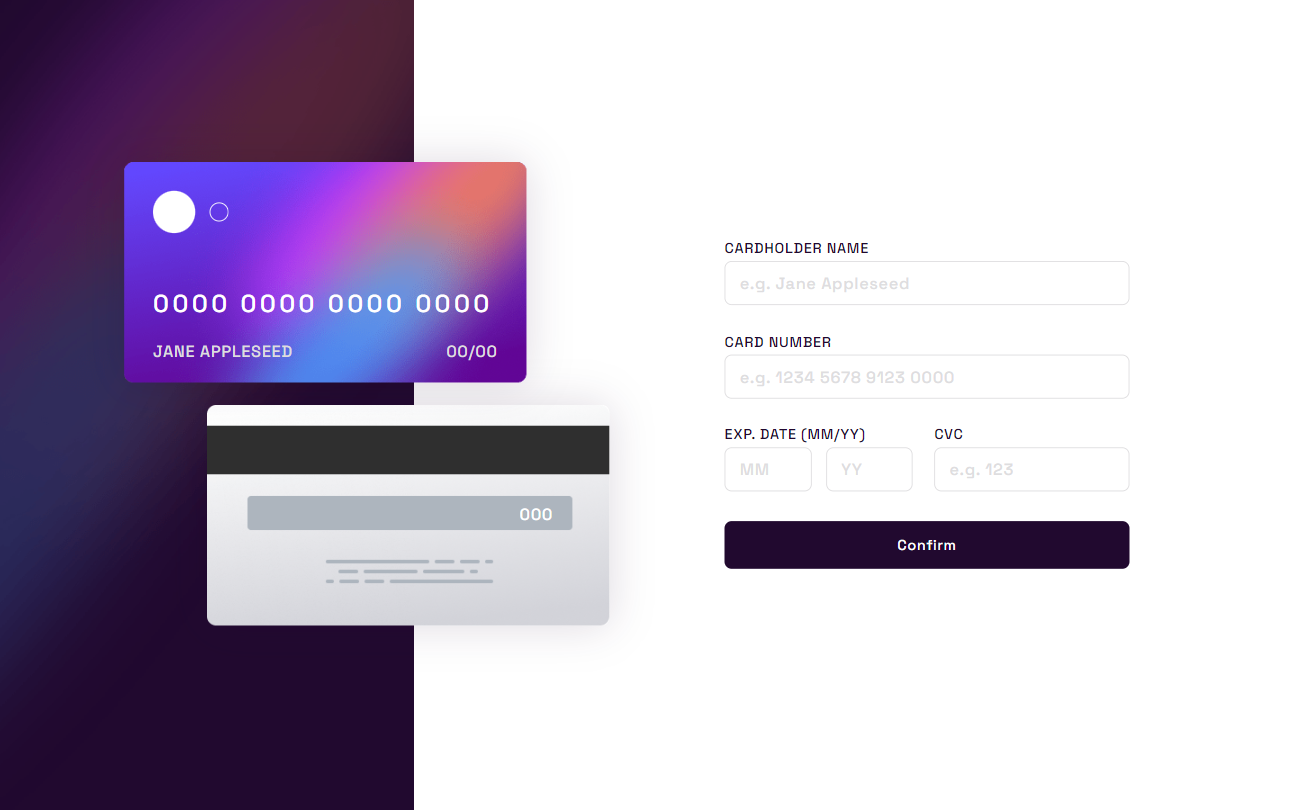 0000 0000 0000 0000
JANE APPLESEED 00/00
000
CARDHOLDER NAME
e.g. Jane Appleseed
CARD NUMBER
e.g. 1234 5678 9123 0000
EXP. DATE (MM/YY) CVC
MM YY e.g. 123
Confirm